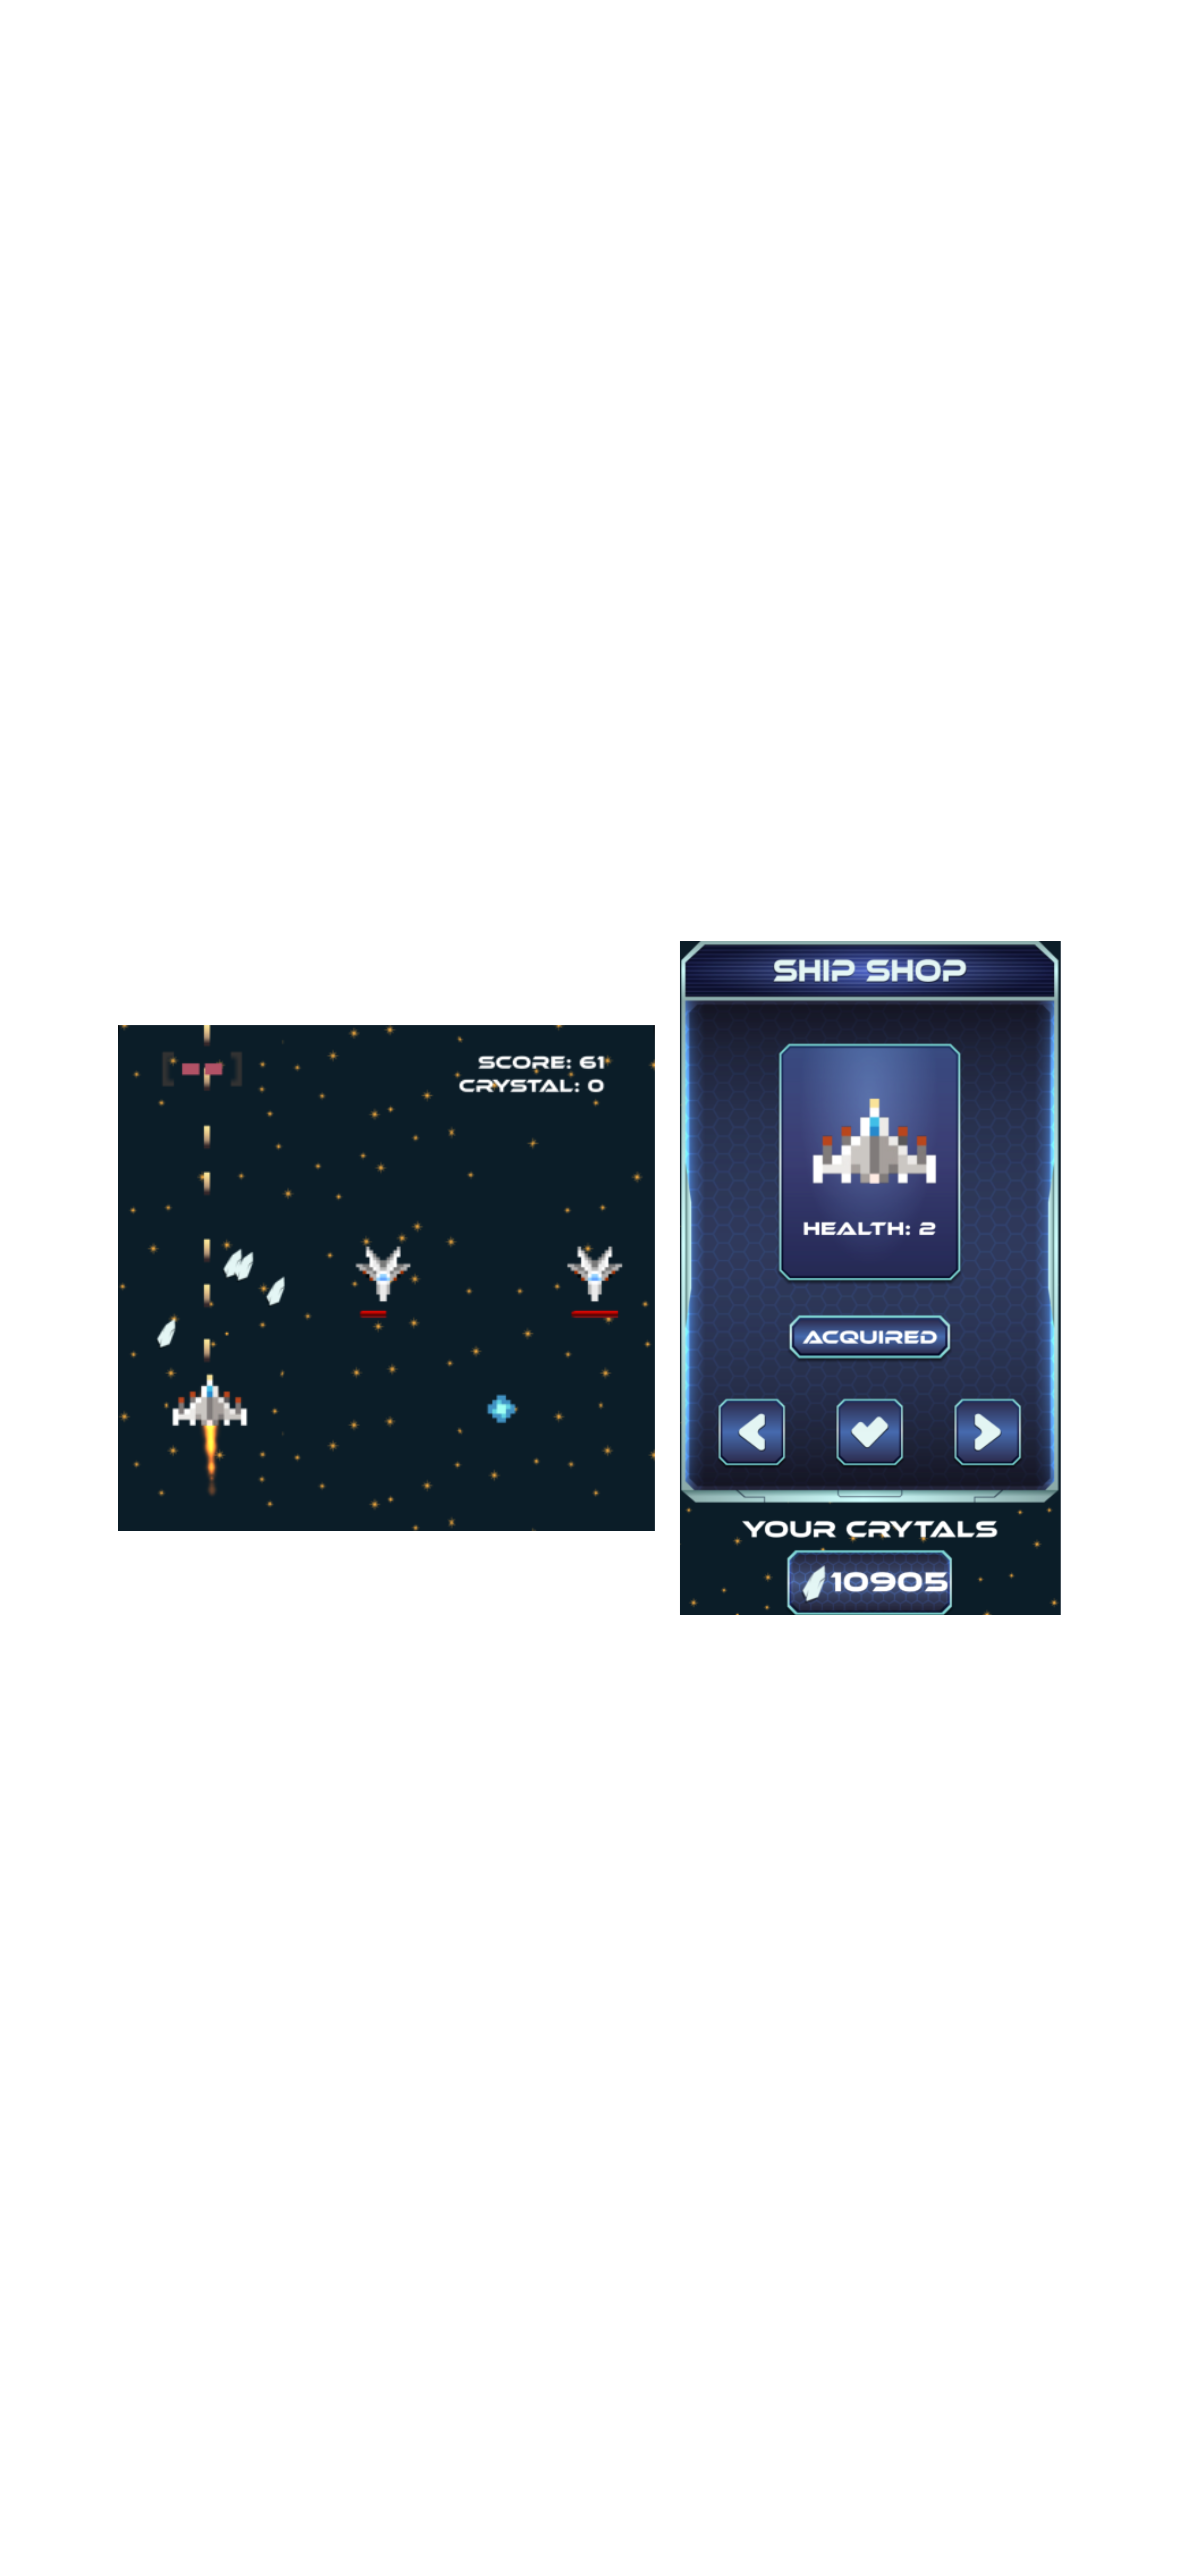 SCORE: 61
CRYSTAL: 0
SHIP SHOP
HEALTH: 2
ACQUIRED
YOUR CRYTALS
10905